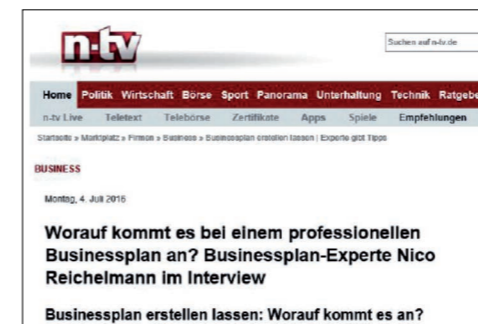 n-tv
Suchen auf n-tv.de
Home Politik Wirtschaft Börse Sport Panorama Unterhaltung Technik Ratgebe
n-tv Live Teletext Telebörse Zertifikate Apps Spiele Empfehlungen
Startseite » Marktplatz » Firmen » Business » Businessplan erstellen lassen | Experte gibt Tipps
BUSINESS
Montag, 4. Juli 2016
Worauf kommt es bei einem professionellen
Businessplan an? Businessplan-Experte Nico
Reichelmann im Interview
Businessplan erstellen lassen: Worauf kommt es an?